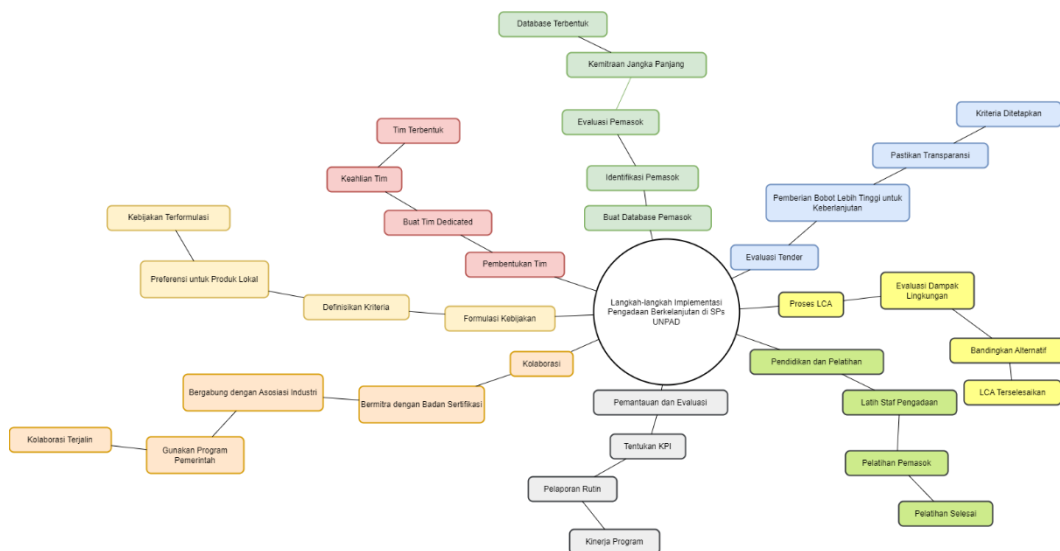 Database Terbentuk
Kemitraan Jangka Panjang
Evaluasi Pemasok
Identifikasi Pemasok
Buat Database Pemasok
Tim Terbentuk
Keahlian Tim
Buat Tim Dedicated
Pembentukan Tim
Kriteria Ditetapkan
Pastikan Transparansi
Pemberian Bobot Lebih Tinggi untuk
Keberlanjutan
Evaluasi Tender
Kebijakan Terformulasi
Preferensi untuk Produk Lokal
Definisikan Kriteria
Formulasi Kebijakan
Langkah-langkah Implementasi
Pengadaan Berkelanjutan di SPs
UNPAD
Proses LCA
Evaluasi Dampak
Lingkungan
Bandingkan Alternatif
LCA Terselesaikan
Kolaborasi
Bermitra dengan Badan Sertifikasi
Bergabung dengan Asosiasi Industri
Gunakan Program
Pemerintah
Kolaborasi Terjalin
Pendidikan dan Pelatihan
Latih Staf Pengadaan
Pelatihan Pemasok
Pelatihan Selesai
Pemantauan dan Evaluasi
Tentukan KPI
Pelaporan Rutin
Kinerja Program